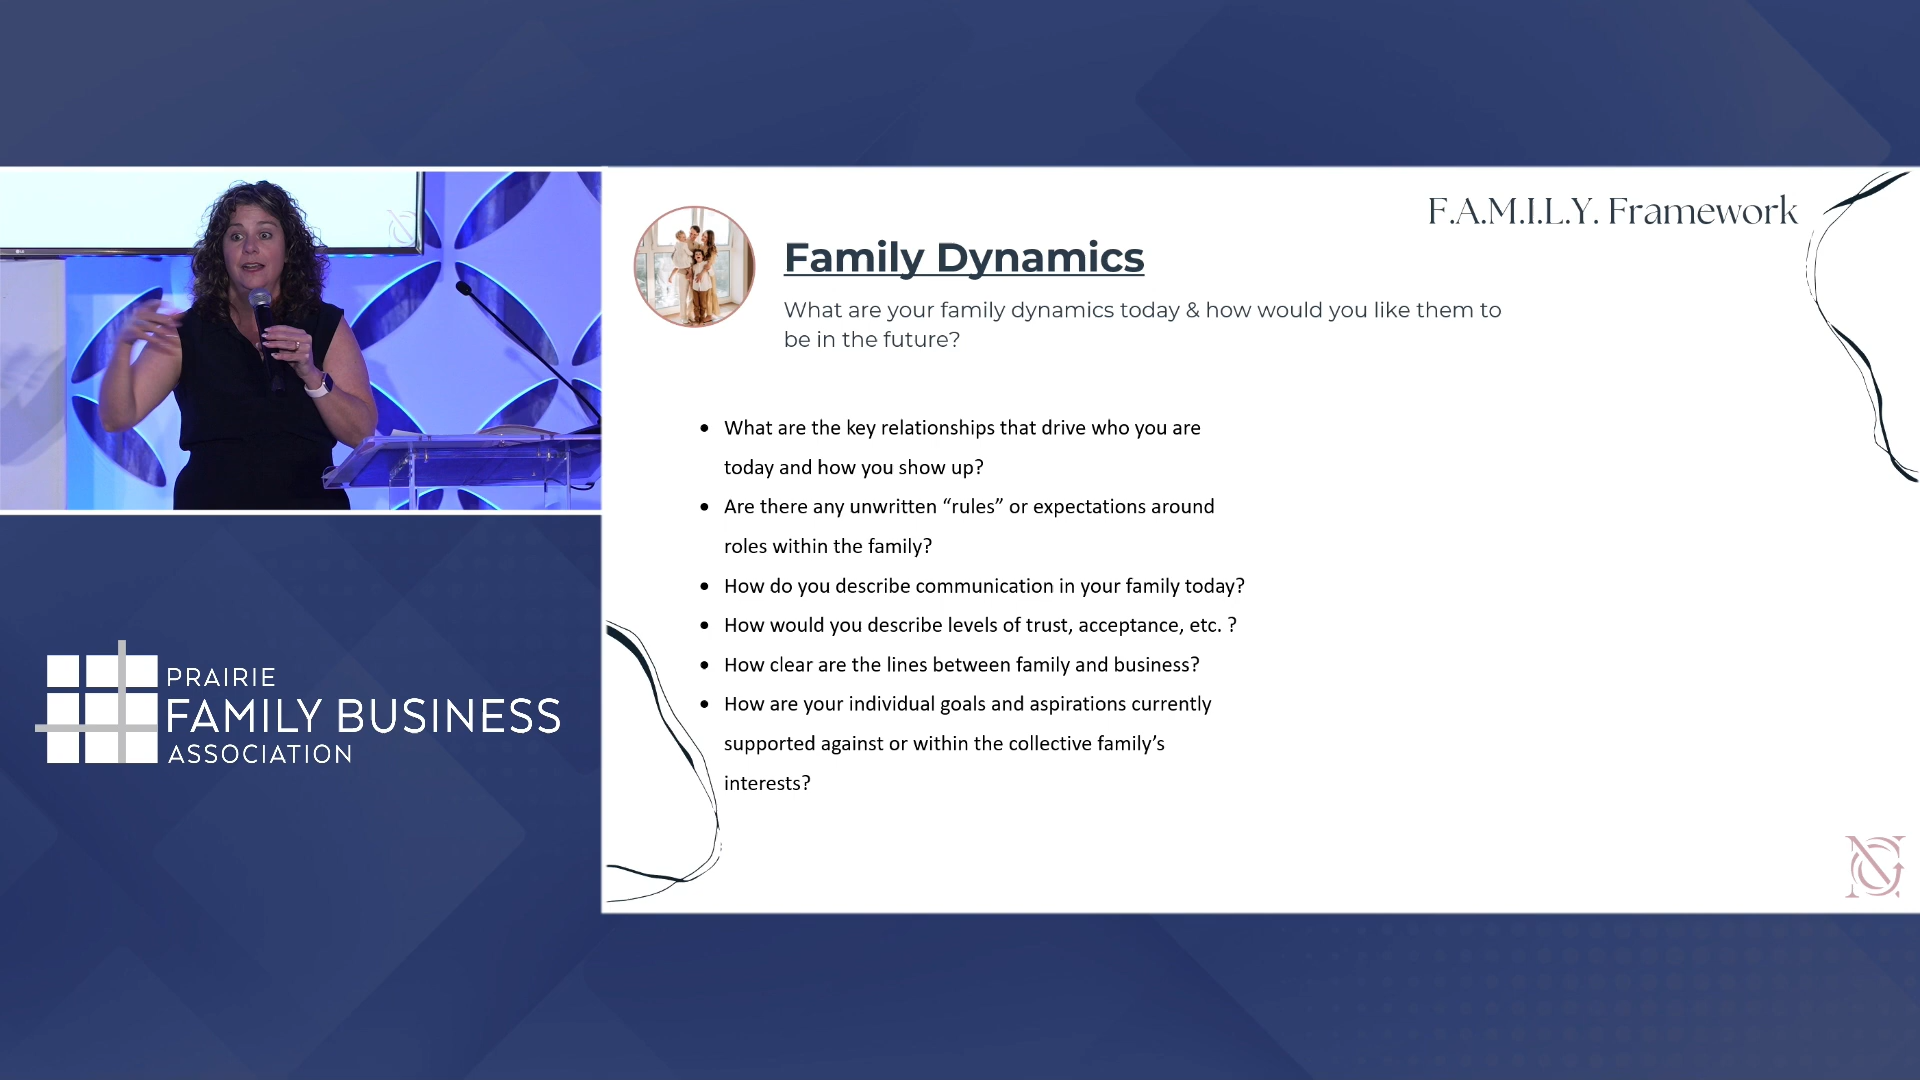 F.A.M.I.L.Y. Framework
Family Dynamics
What are your family dynamics today & how would you like them to
be in the future?
• What are the key relationships that drive who you are
today and how you show up?
• Are there any unwritten “rules” or expectations around
roles within the family?
• How do you describe communication in your family today?
• How would you describe levels of trust, acceptance, etc. ?
• How clear are the lines between family and business?
• How are your individual goals and aspirations currently
supported against or within the collective family’s
interests?
PRAIRIE
FAMILY BUSINESS
ASSOCIATION